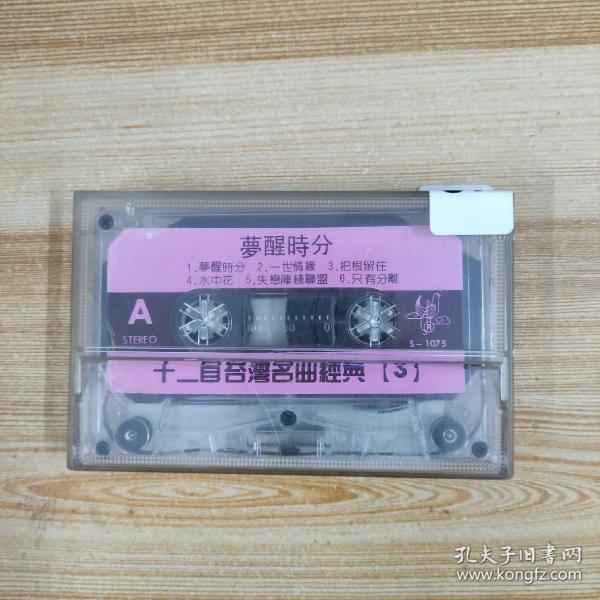 夢醒時分
1.夢醒時分 2.一世情緣 3.把根留住
4.水中花 5.失戀陣綫聯盟 6.只有分離
A
STEREO
R
S-1075
十二首台灣名曲經典【3】
孔夫子旧书网
www.kongfz.com